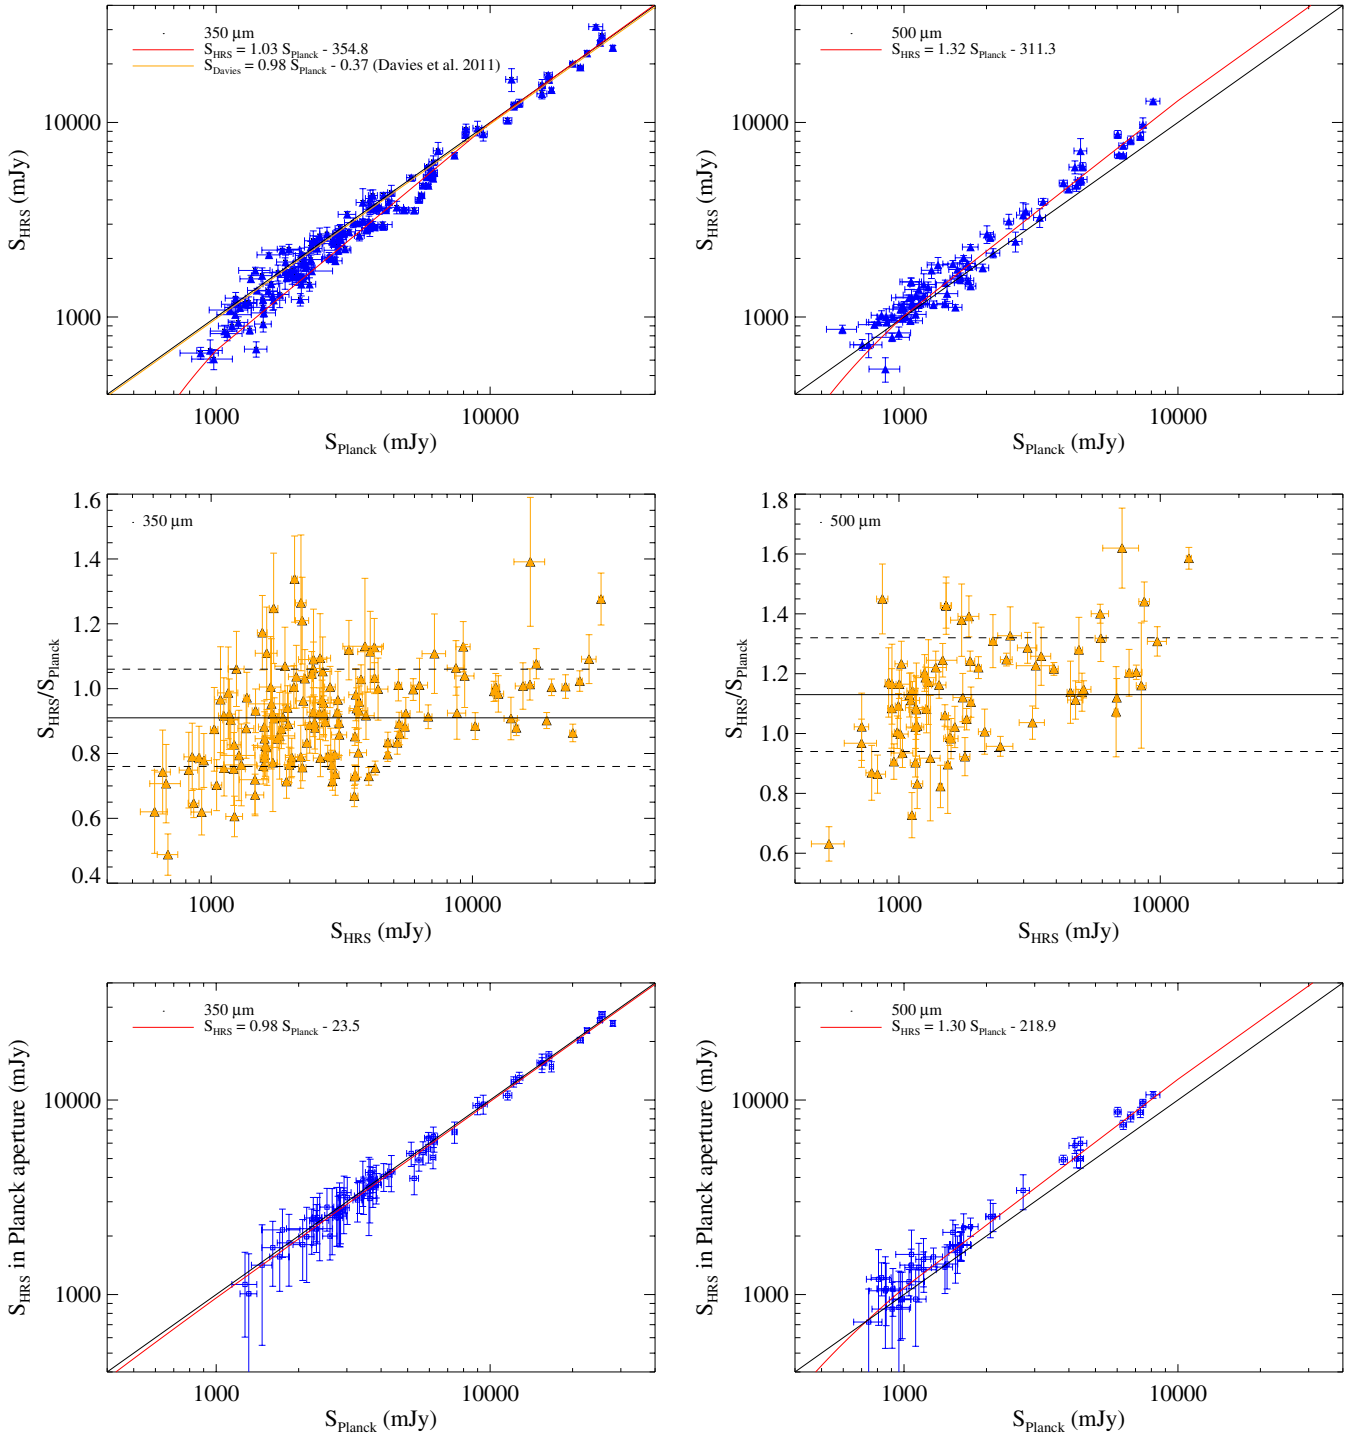 350 μm
S_HRS = 1.03 S_Planck - 354.8
S_Davies = 0.98 S_Planck - 0.37 (Davies et al. 2011)
10000
1000
S_HRS (mJy)
1000 10000
S_Planck (mJy)
500 μm
S_HRS = 1.32 S_Planck - 311.3
10000
1000
S_HRS (mJy)
1000 10000
S_Planck (mJy)
350 μm
1.6
1.4
1.2
1.0
0.8
0.6
0.4
S_HRS/S_Planck
1000 10000
S_HRS (mJy)
500 μm
1.8
1.6
1.4
1.2
1.0
0.8
0.6
S_HRS/S_Planck
1000 10000
S_HRS (mJy)
350 μm
S_HRS = 0.98 S_Planck - 23.5
10000
1000
S_HRS in Planck aperture (mJy)
1000 10000
S_Planck (mJy)
500 μm
S_HRS = 1.30 S_Planck - 218.9
10000
1000
S_HRS in Planck aperture (mJy)
1000 10000
S_Planck (mJy)